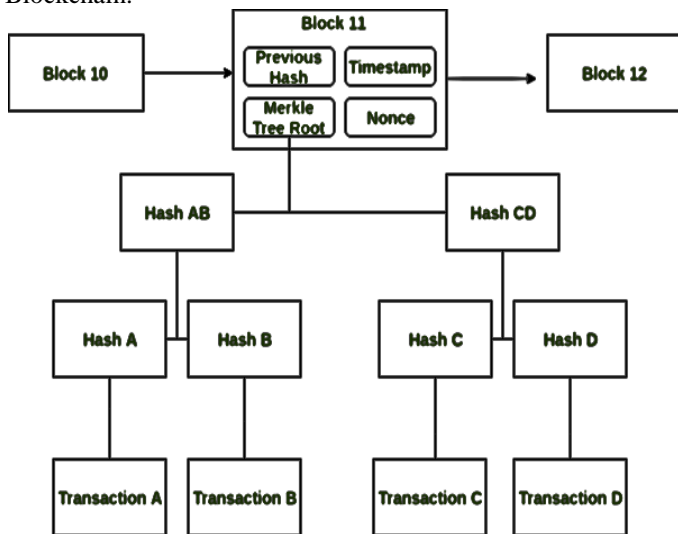 Blockchain.
Block 11
Block 10
Previous
Hash
Timestamp
Merkle
Tree Root
Nonce
Block 12
Hash AB
Hash CD
Hash A
Hash B
Hash C
Hash D
Transaction A
Transaction B
Transaction C
Transaction D